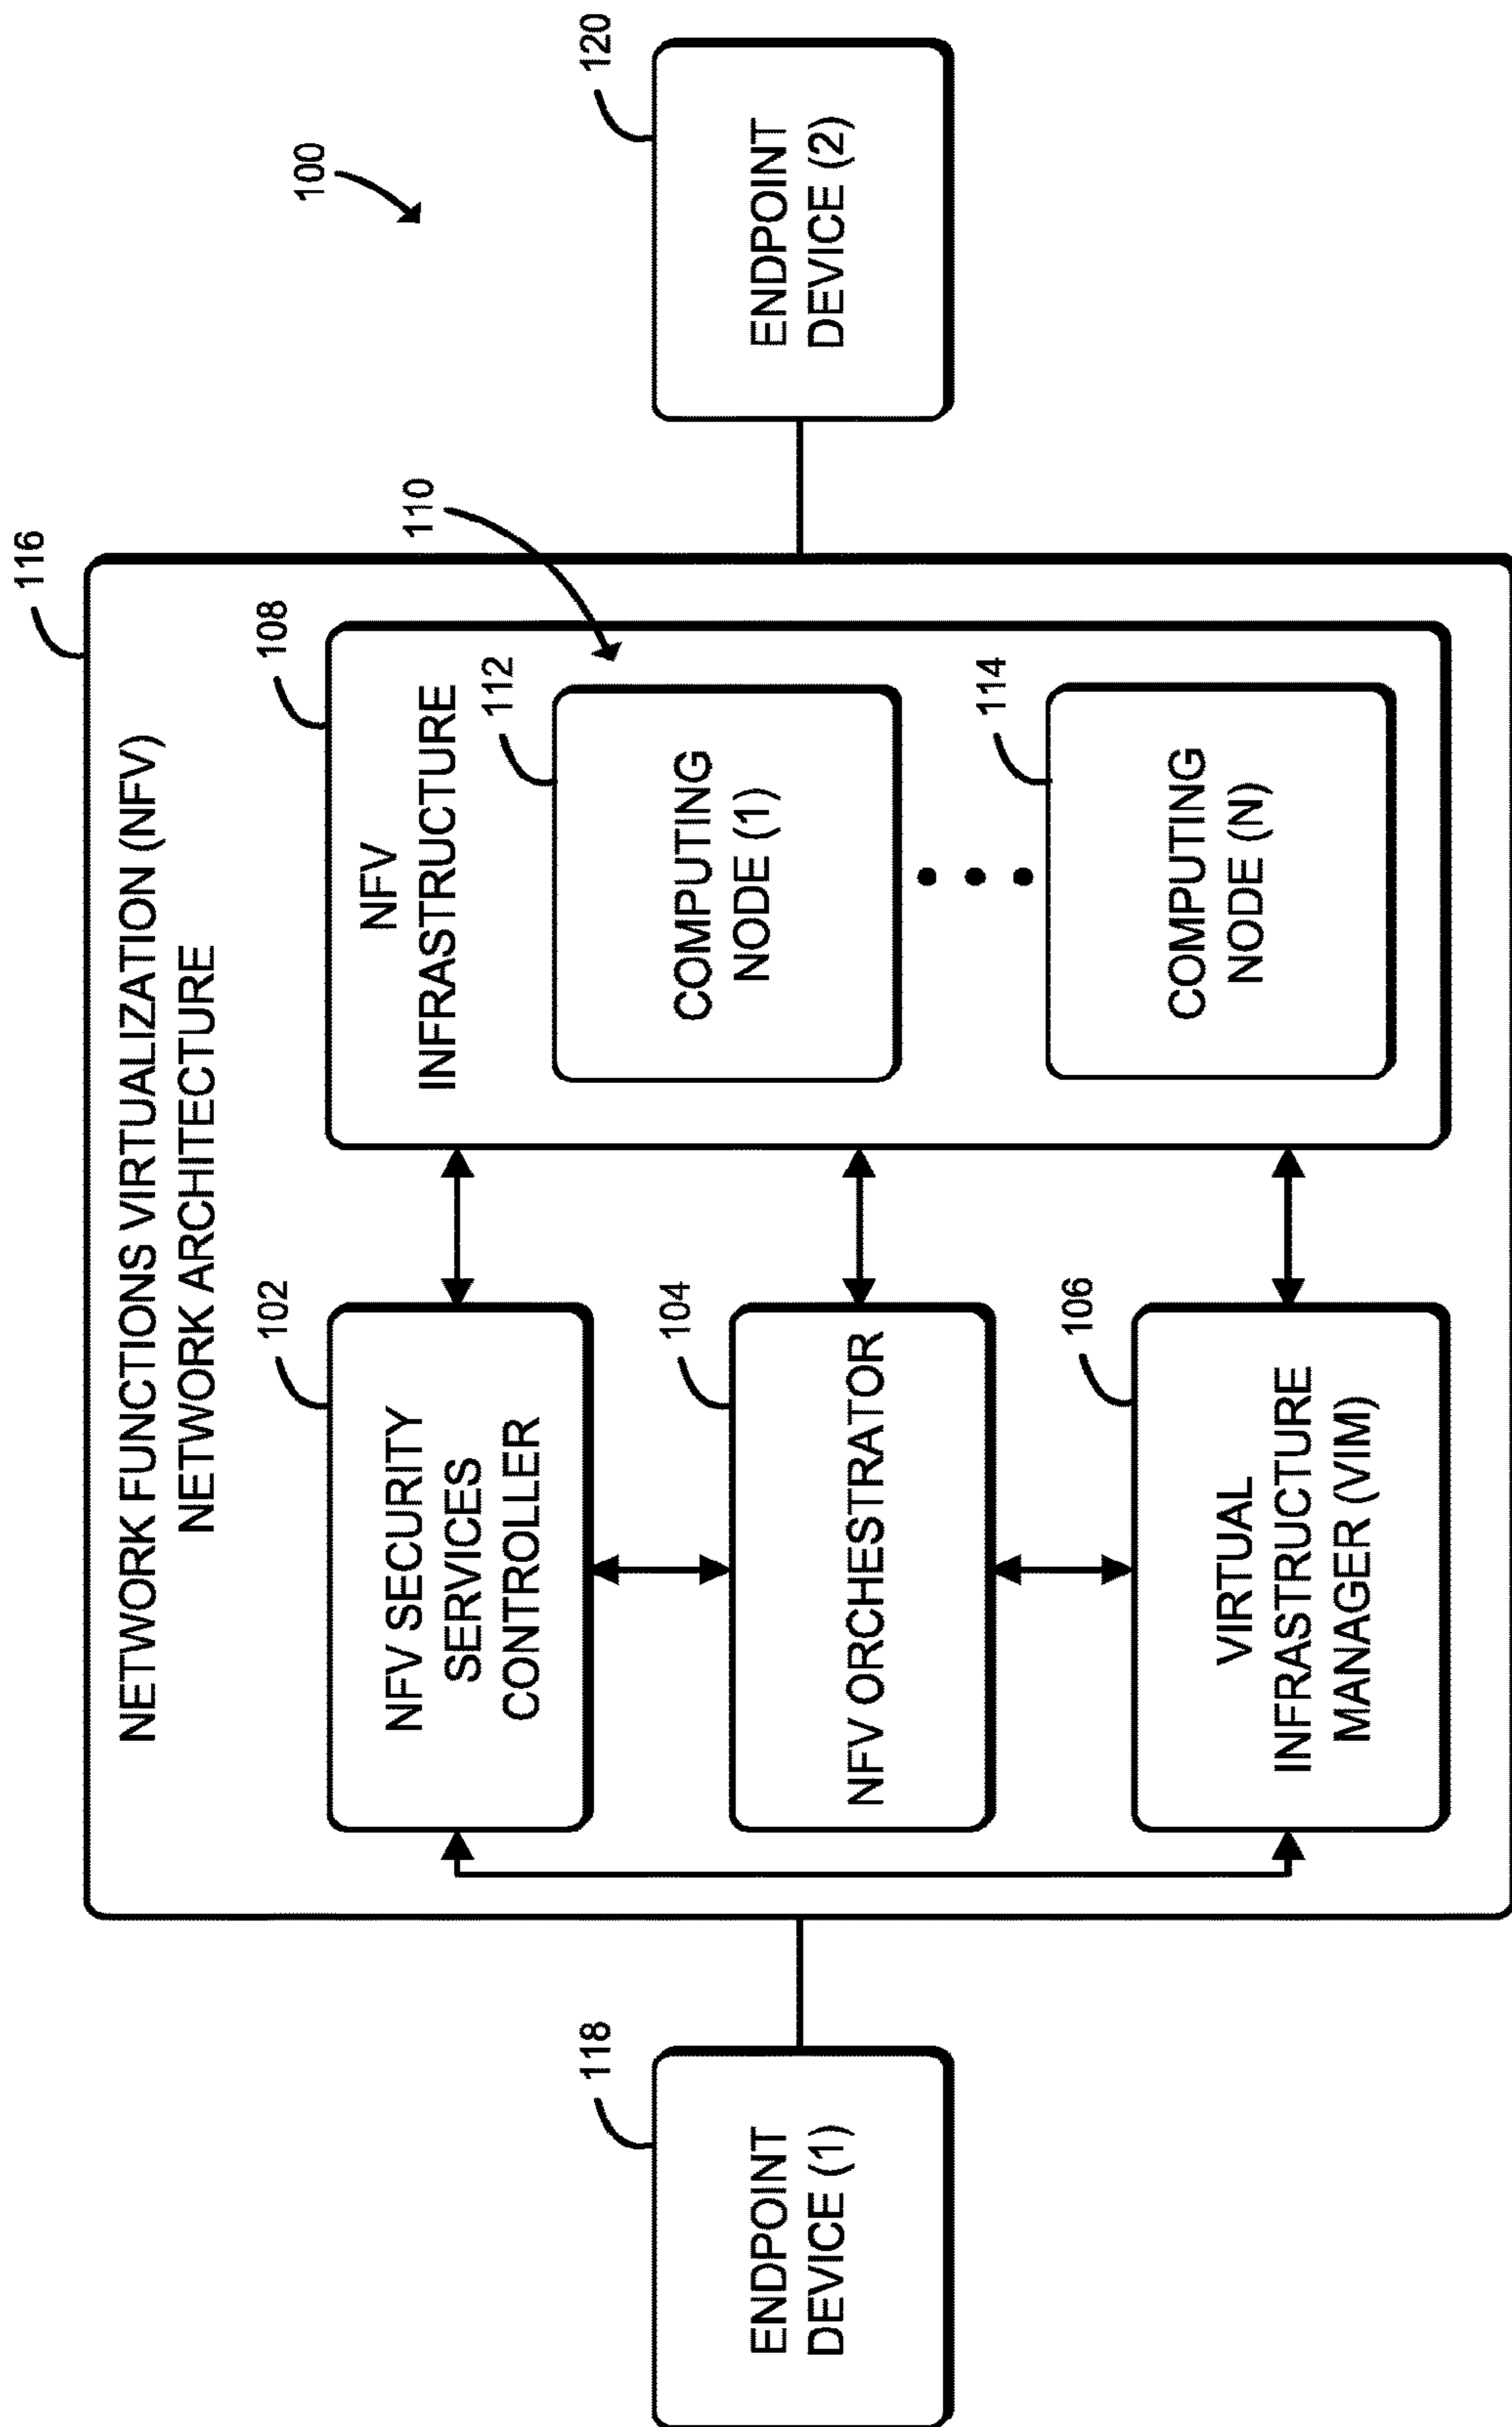 100
116
NETWORK FUNCTIONS VIRTUALIZATION (NFV)
NETWORK ARCHITECTURE
102
NFV SECURITY
SERVICES
CONTROLLER
104
NFV ORCHESTRATOR
106
VIRTUAL
INFRASTRUCTURE
MANAGER (VIM)
108
NFV
INFRASTRUCTURE
110
112
COMPUTING
NODE (1)
114
COMPUTING
NODE (N)
118
ENDPOINT
DEVICE (1)
120
ENDPOINT
DEVICE (2)